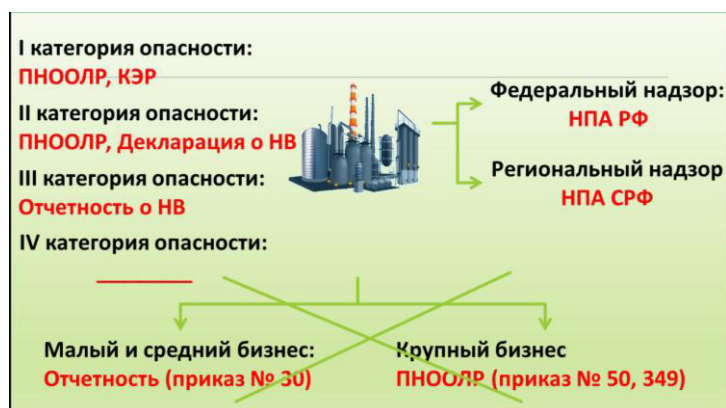 I категория опасности:
ПНООЛР, КЭР
II категория опасности:
ПНООЛР, Декларация о НВ
III категория опасности:
Отчетность о НВ
IV категория опасности:
Федеральный надзор:
НПА РФ
Региональный надзор
НПА СРФ
Малый и средний бизнес:
Отчетность (приказ № 30)
Крупный бизнес
ПНООЛР (приказ № 50, 349)